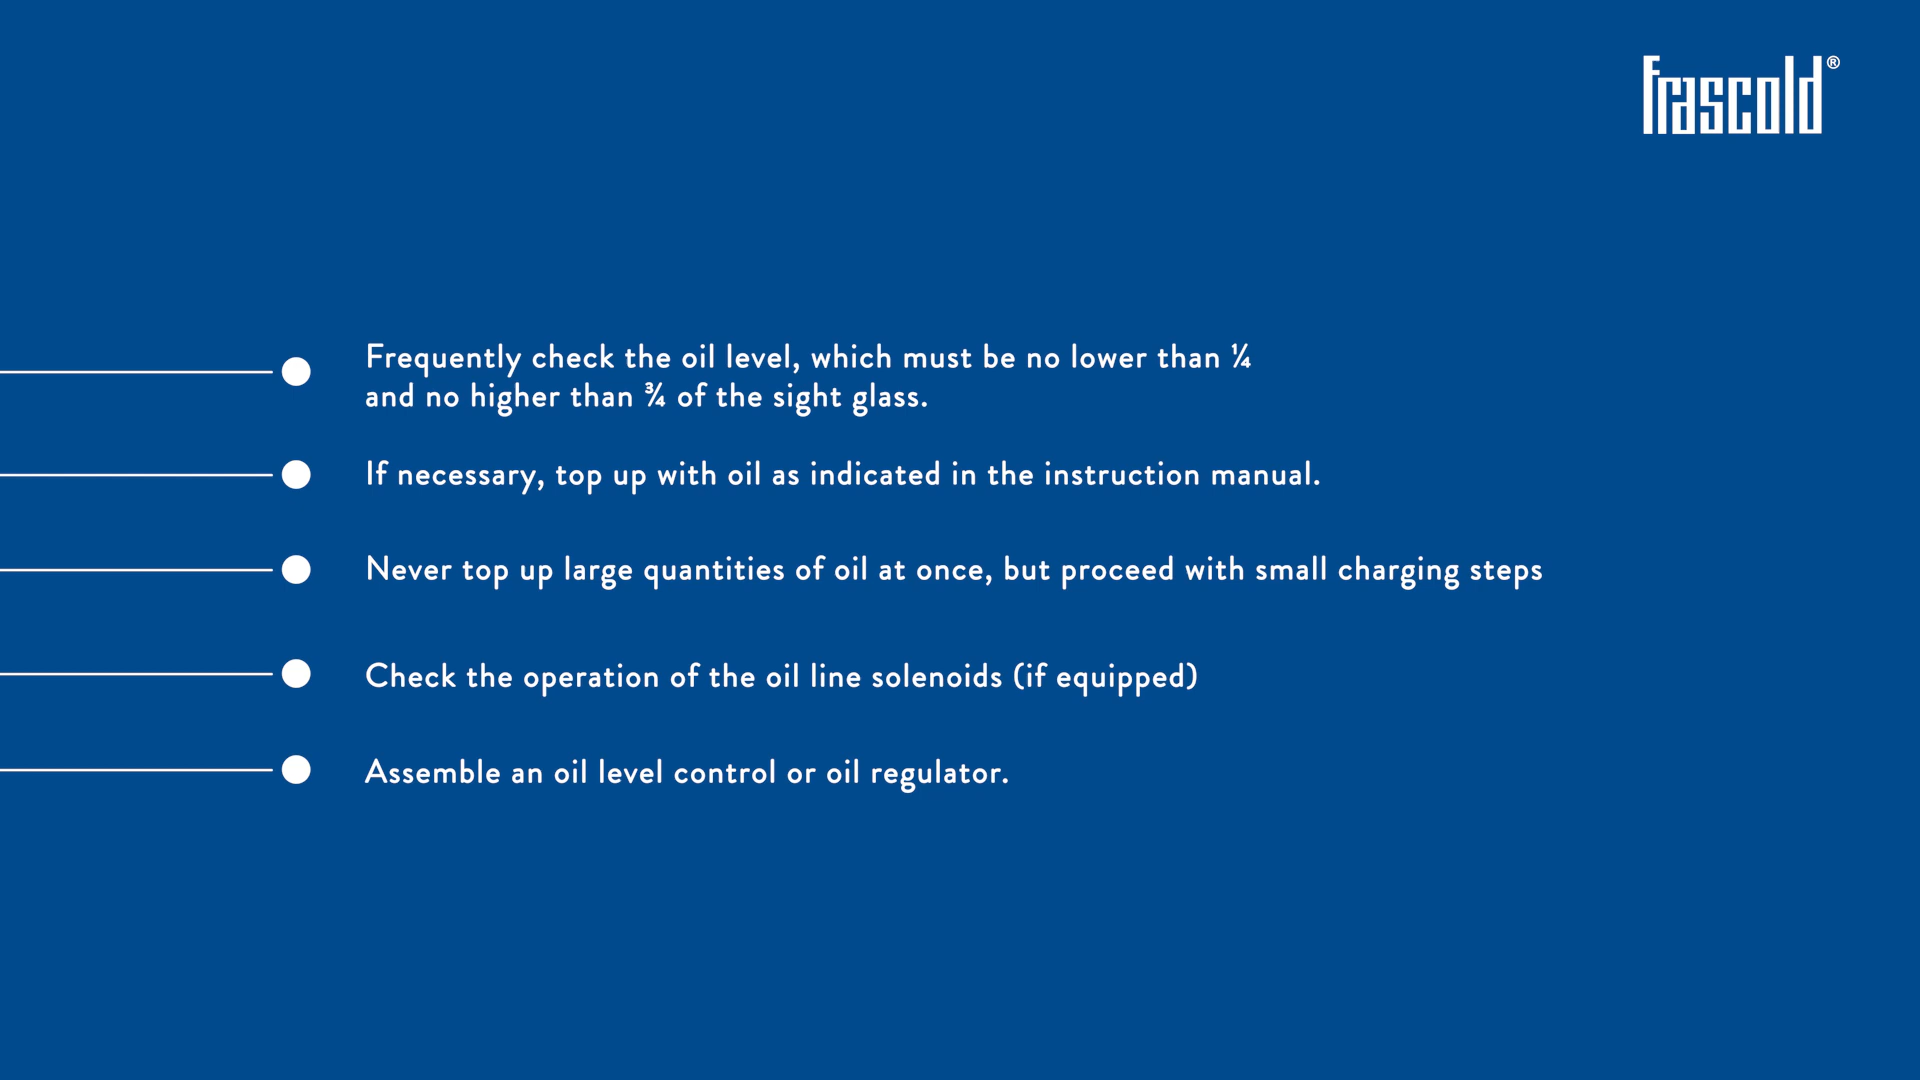 frascold®
Frequently check the oil level, which must be no lower than ¼
and no higher than ¾ of the sight glass.
If necessary, top up with oil as indicated in the instruction manual.
Never top up large quantities of oil at once, but proceed with small charging steps
Check the operation of the oil line solenoids (if equipped)
Assemble an oil level control or oil regulator.